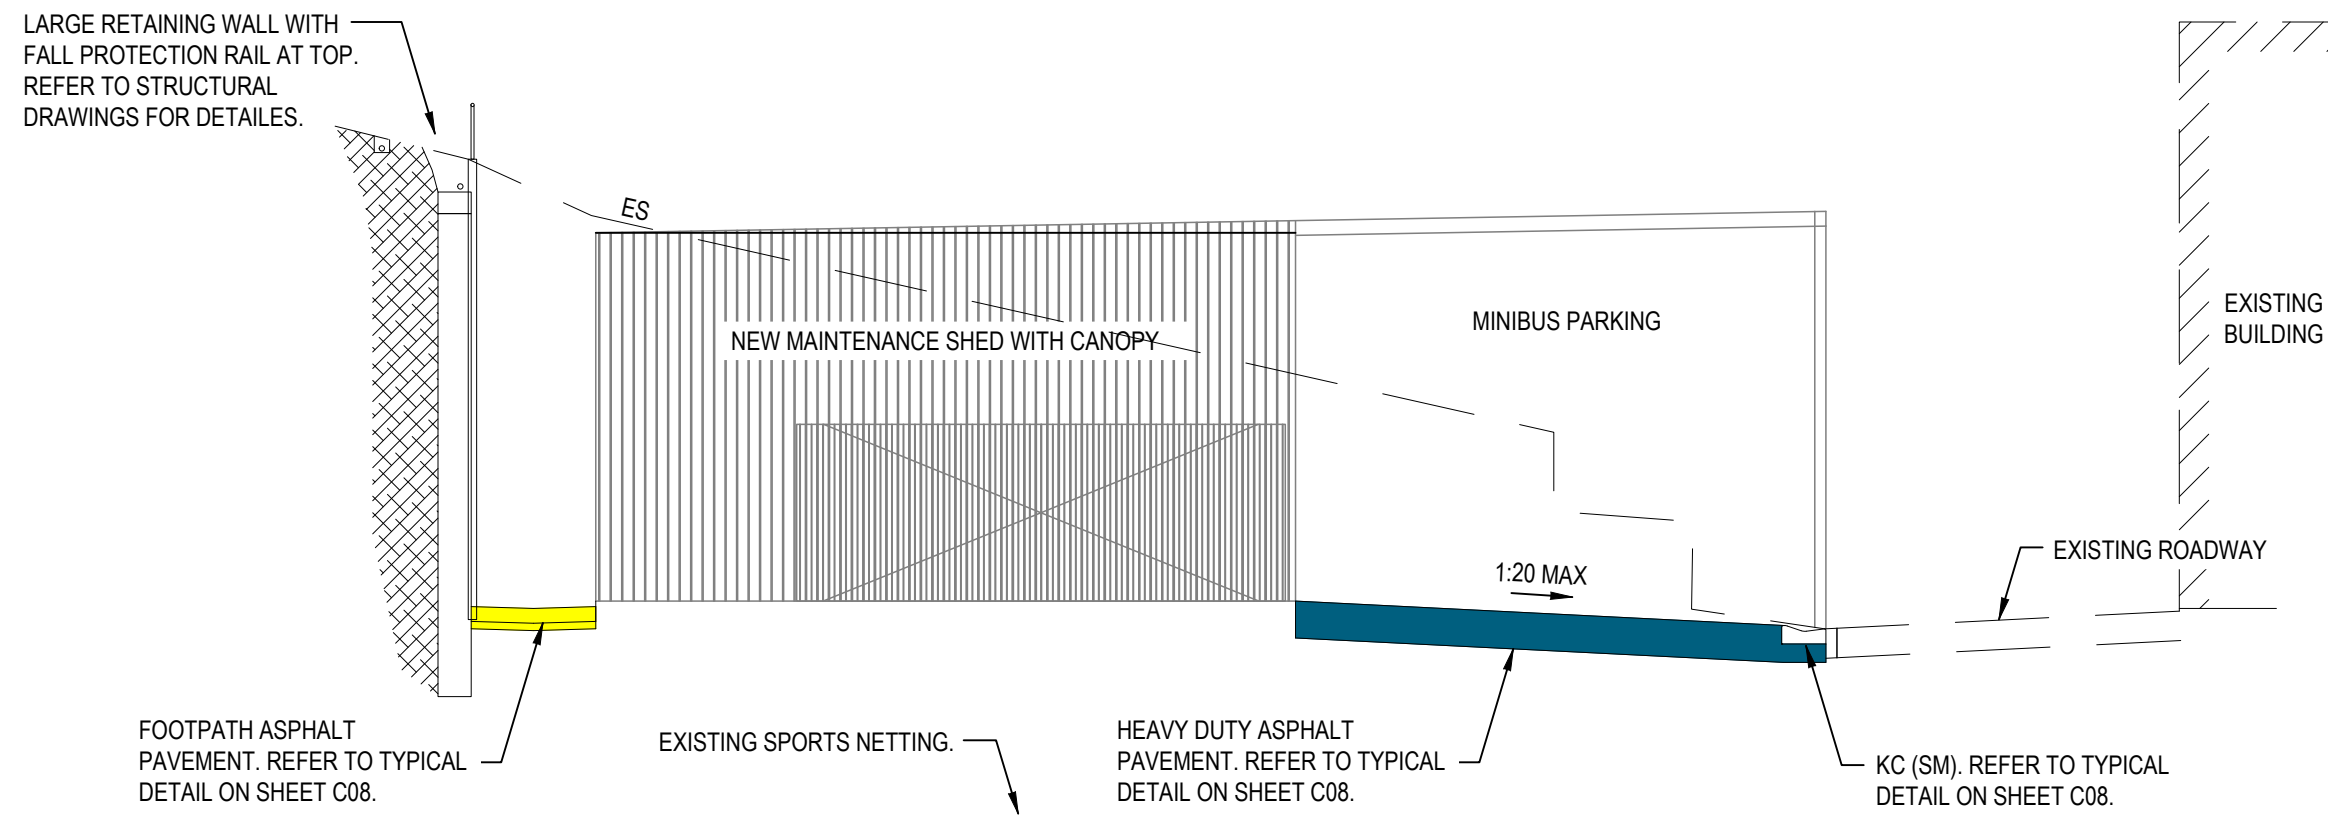 LARGE RETAINING WALL WITH
FALL PROTECTION RAIL AT TOP.
REFER TO STRUCTURAL
DRAWINGS FOR DETAILES.
ES
NEW MAINTENANCE SHED WITH CANOPY
MINIBUS PARKING
EXISTING
BUILDING
1:20 MAX
EXISTING ROADWAY
FOOTPATH ASPHALT
PAVEMENT. REFER TO TYPICAL
DETAIL ON SHEET C08.
EXISTING SPORTS NETTING.
HEAVY DUTY ASPHALT
PAVEMENT. REFER TO TYPICAL
DETAIL ON SHEET C08.
KC (SM). REFER TO TYPICAL
DETAIL ON SHEET C08.